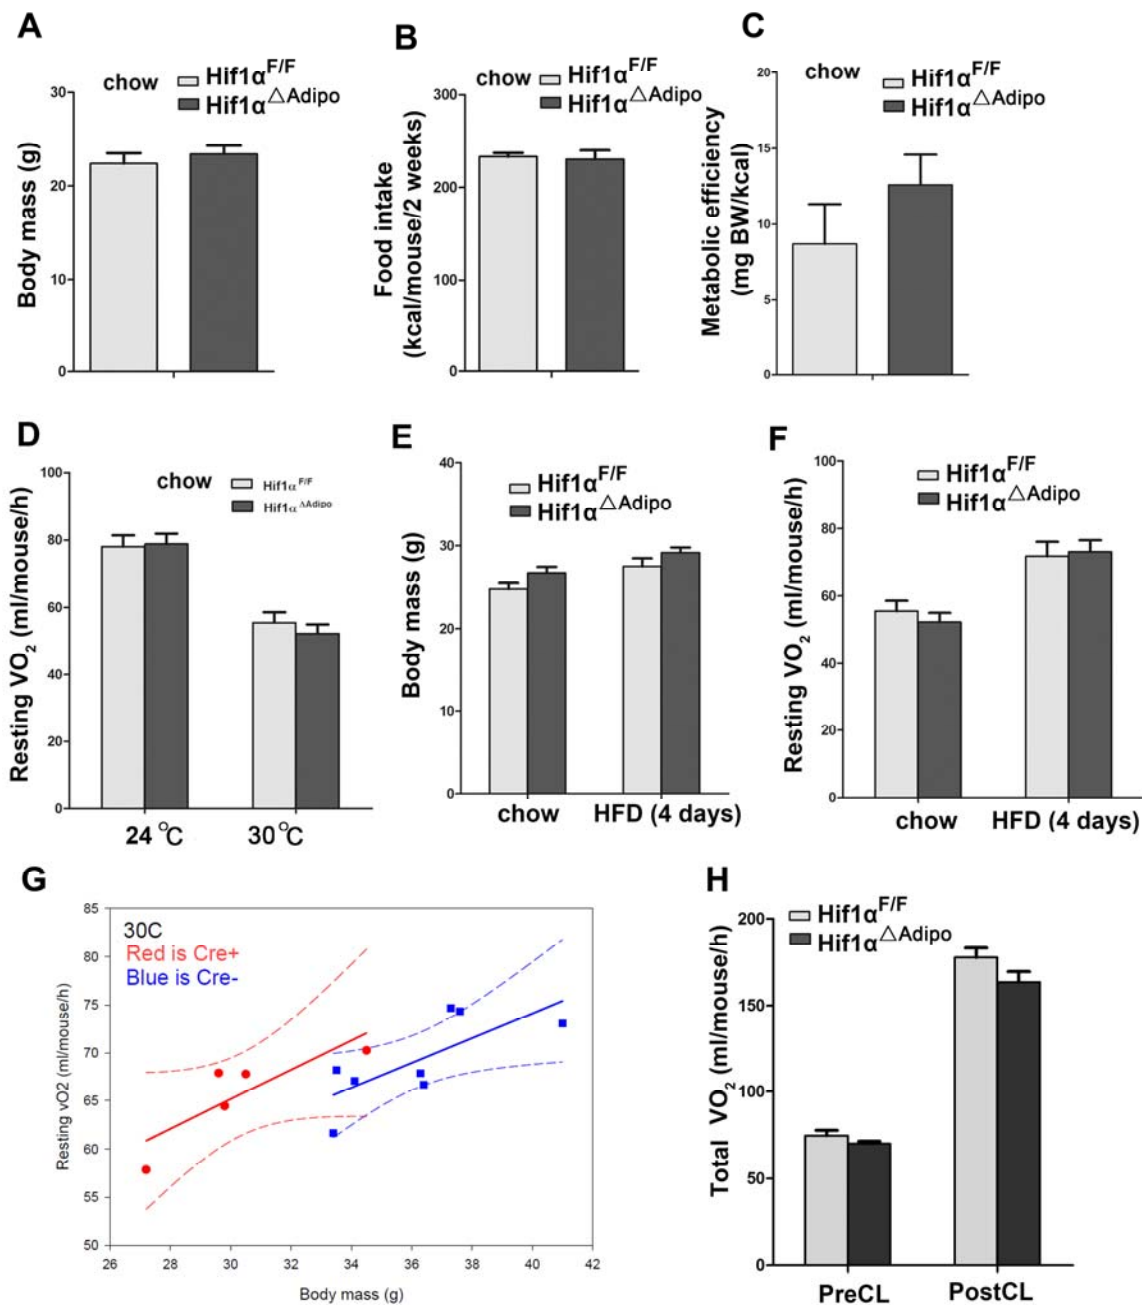 A
chow
Hif1α F/F
Hif1α △Adipo
Body mass (g)
30
20
10
0
B
chow
Hif1α F/F
Hif1α △Adipo
Food intake
(kcal/mouse/2 weeks)
300
200
100
0
C
chow
Hif1α F/F
Hif1α △Adipo
Metabolic efficiency
(mg BW/kcal)
20
15
10
5
0
D
chow
Hif1α F/F
Hif1α ΔAdipo
Resting VO₂ (ml/mouse/h)
100
80
60
40
20
0
24 °C
30 °C
E
Hif1α F/F
Hif1α △Adipo
Body mass (g)
40
30
20
10
0
chow
HFD (4 days)
F
Hif1α F/F
Hif1α △Adipo
Resting VO₂ (ml/mouse/h)
100
80
60
40
20
0
chow
HFD (4 days)
G
30C
Red is Cre+
Blue is Cre-
Resting vO2 (ml/mouse/h)
85
80
75
70
65
60
55
50
26 28 30 32 34 36 38 40 42
Body mass (g)
H
Hif1α F/F
Hif1α △Adipo
Total VO₂ (ml/mouse/h)
200
150
100
50
0
PreCL
PostCL